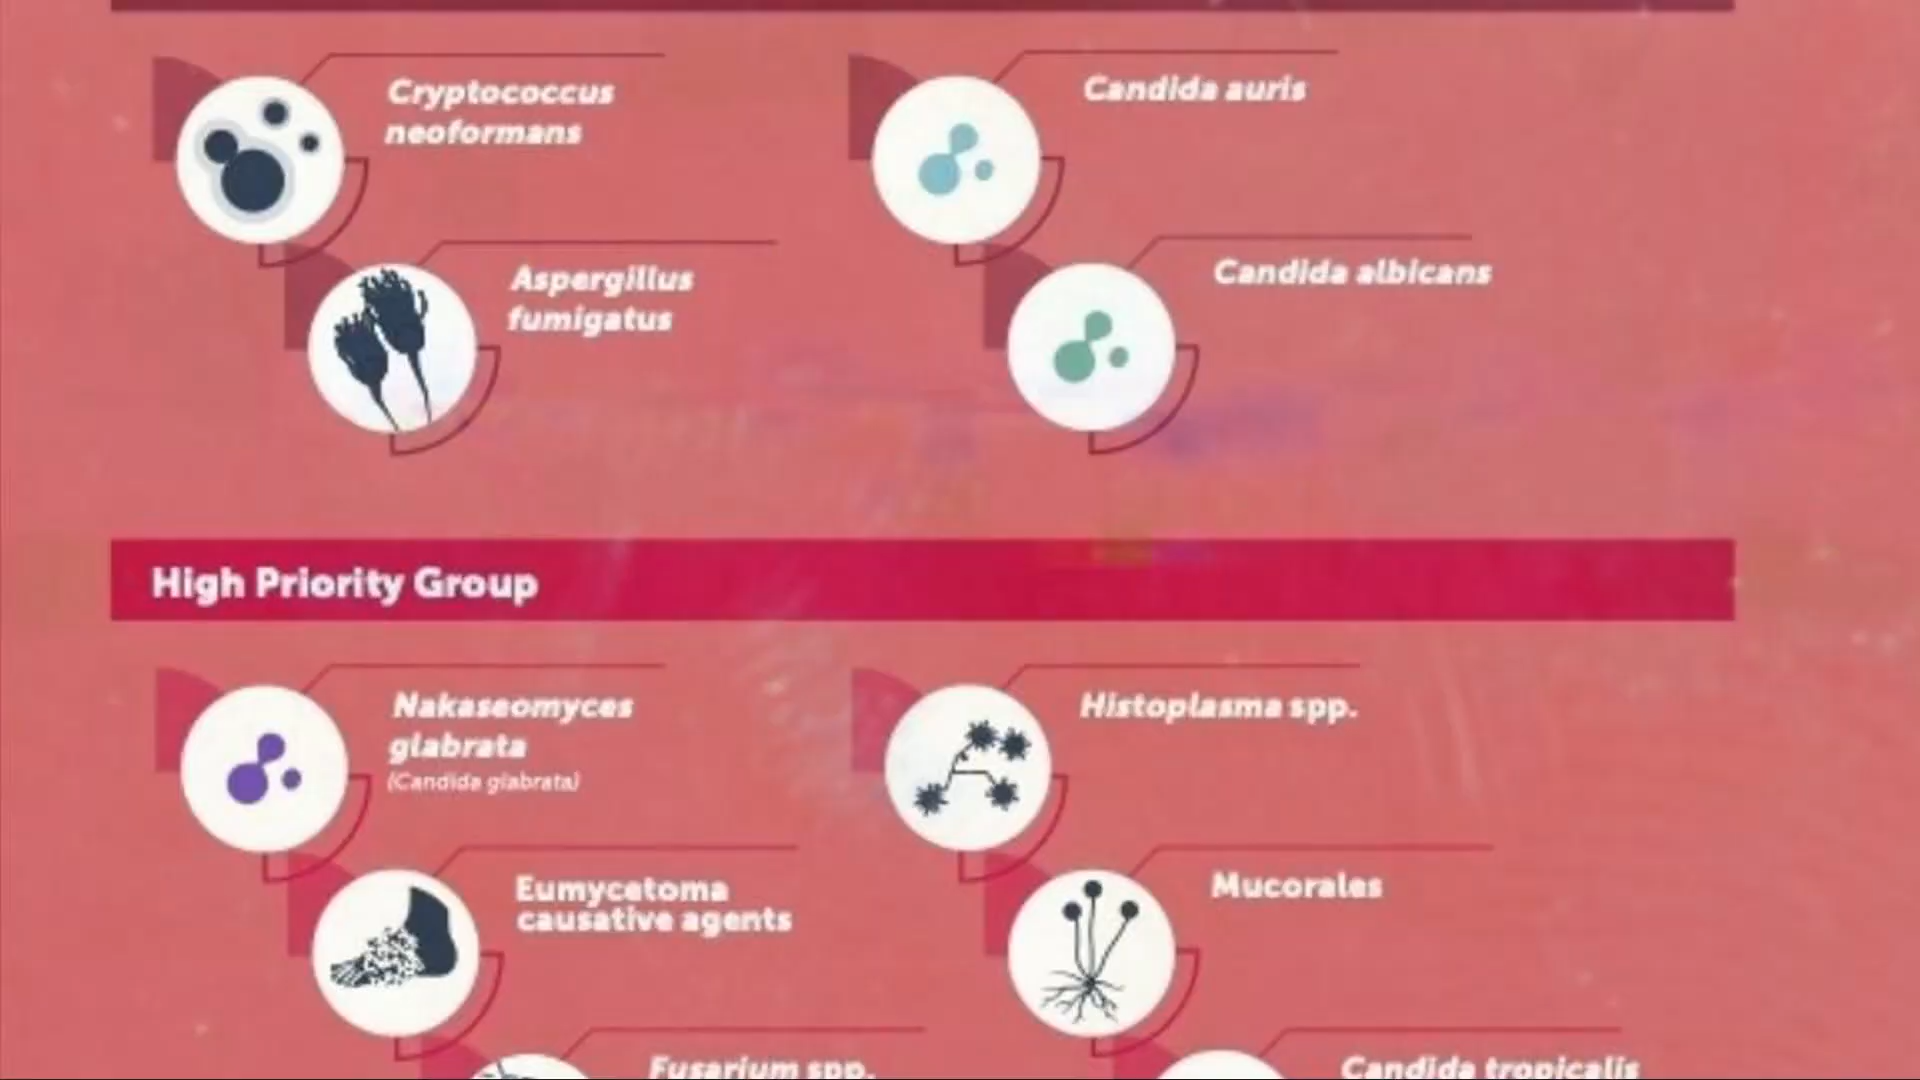 Cryptococcus
neoformans
Candida auris
Aspergillus
fumigatus
Candida albicans
High Priority Group
Nakaseomyces
glabrata
(Candida glabrata)
Histoplasma spp.
Eumycetoma
causative agents
Mucorales
Fusarium spp.
Candida tropicalis